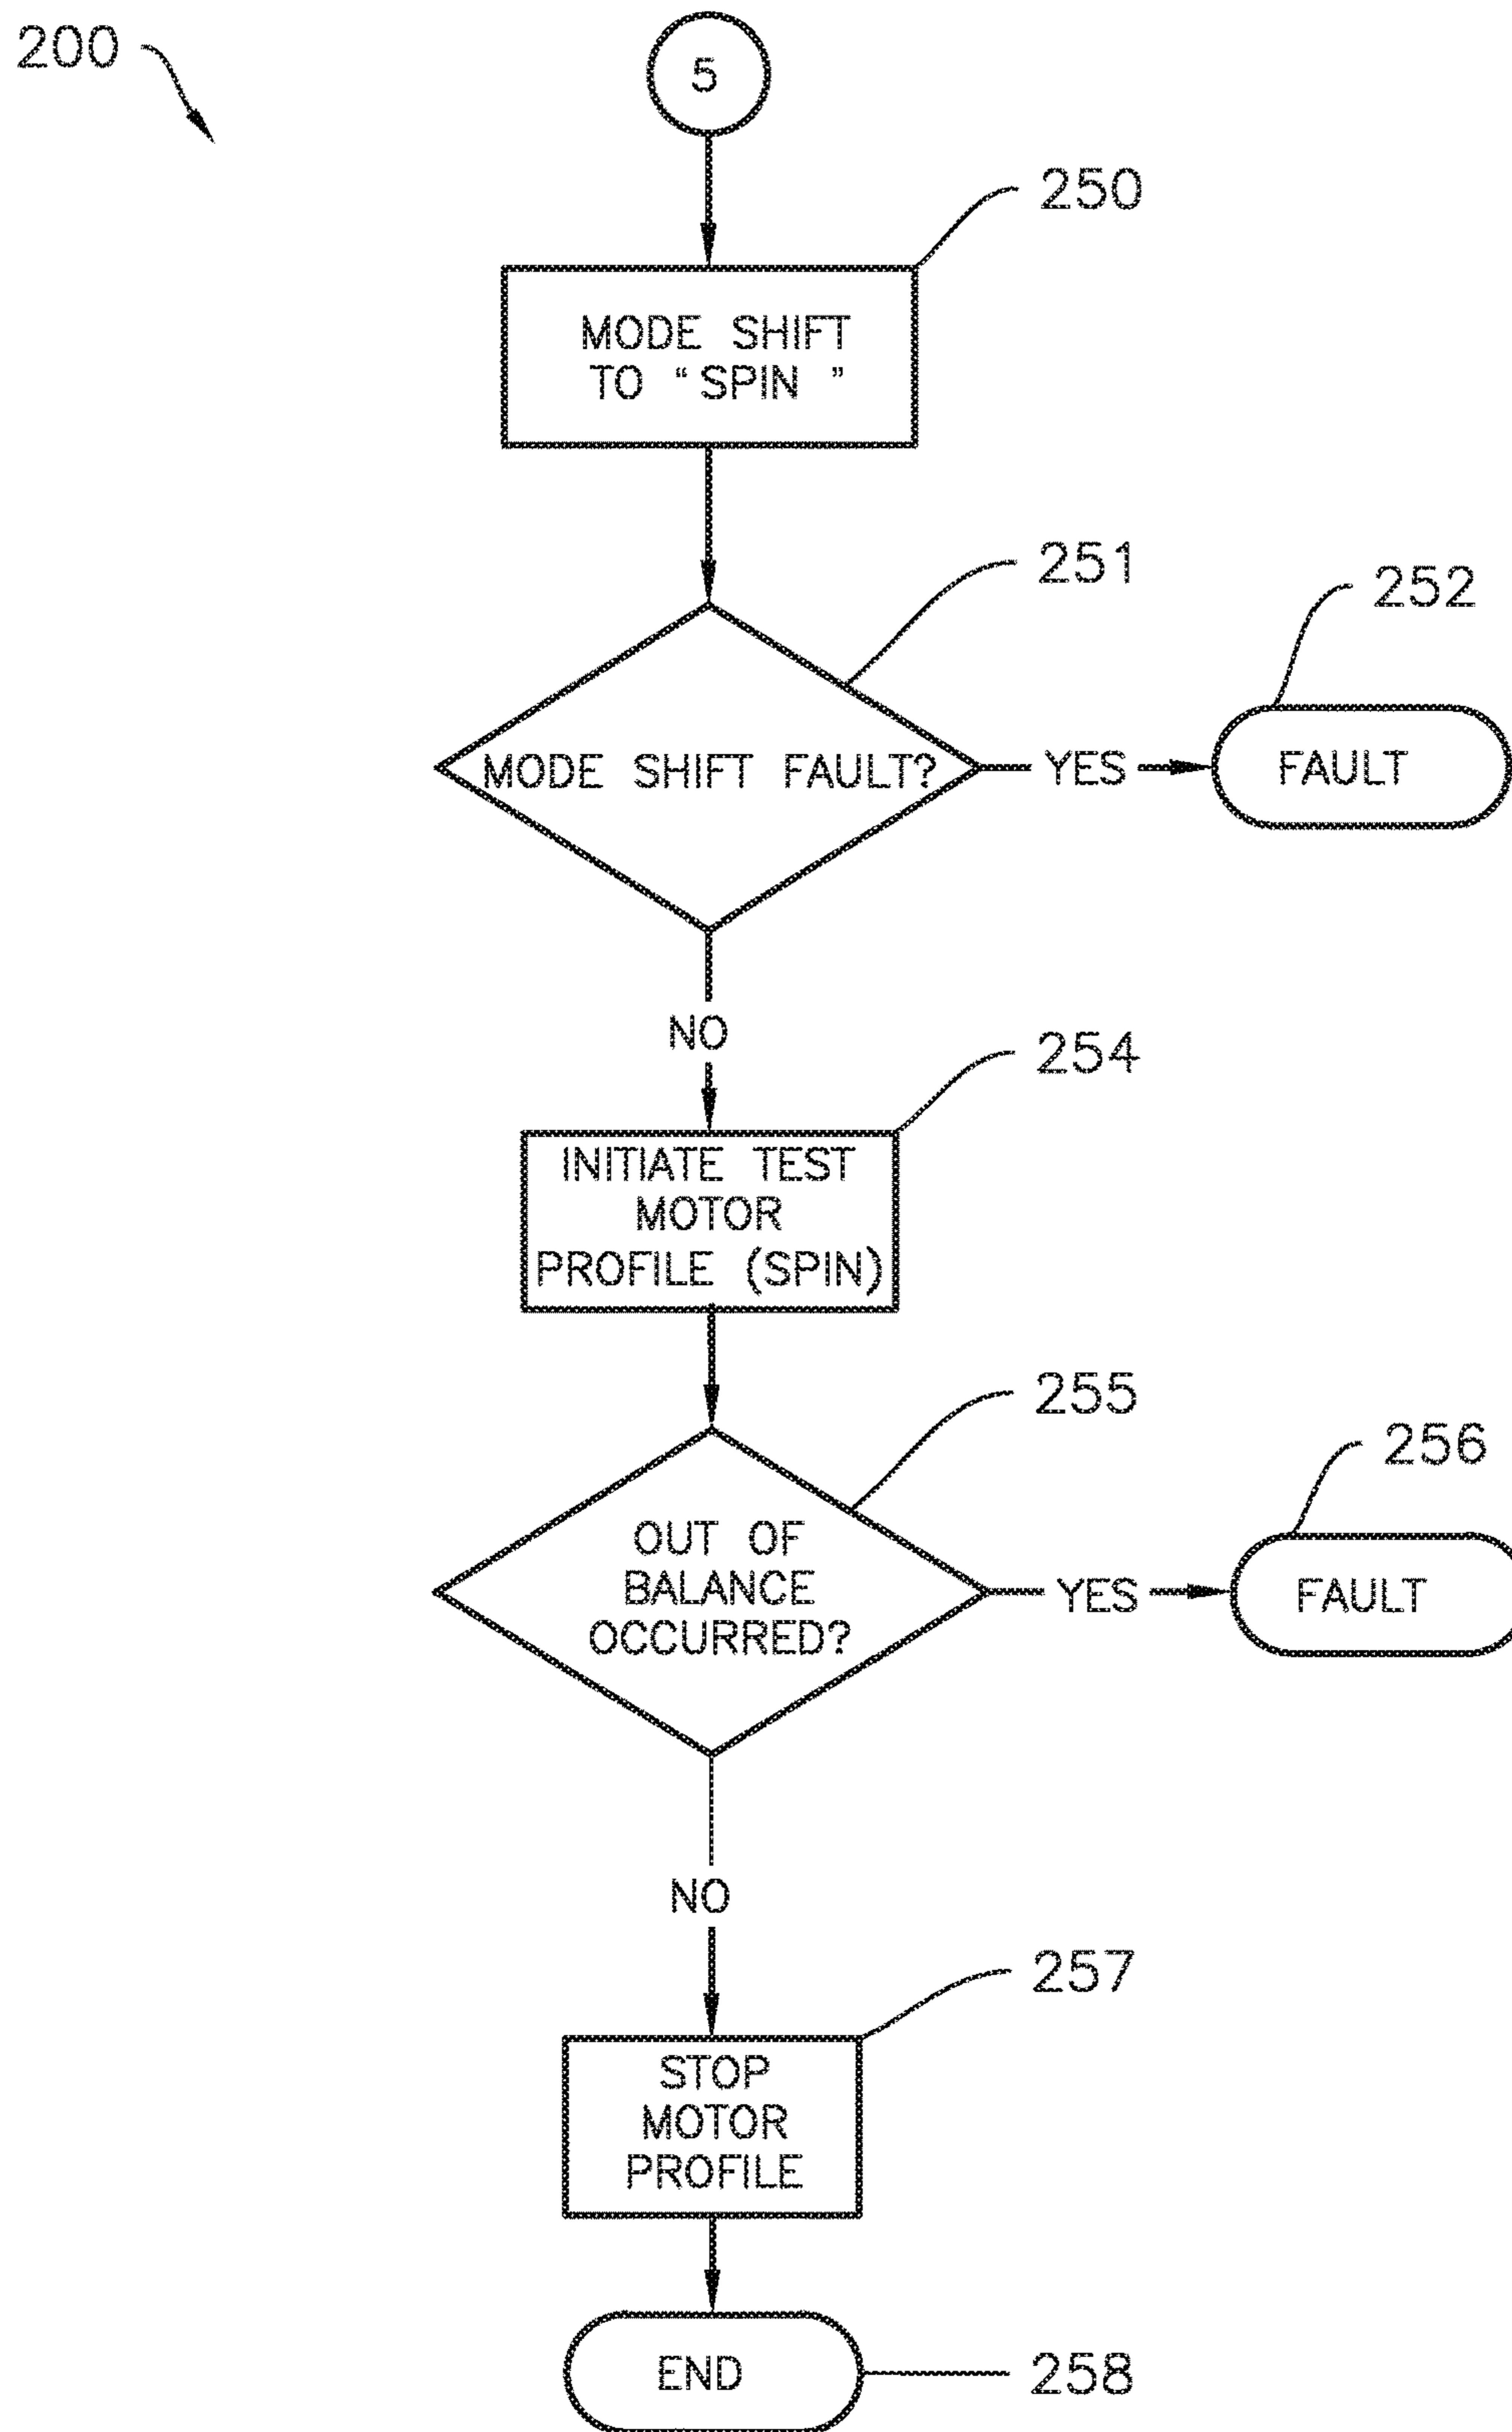 200
5
250
MODE SHIFT
TO “ SPIN ”
251
252
MODE SHIFT FAULT?
YES
FAULT
NO
254
INITIATE TEST
MOTOR
PROFILE (SPIN)
255
256
OUT OF
BALANCE
OCCURRED?
YES
FAULT
NO
257
STOP
MOTOR
PROFILE
END
258